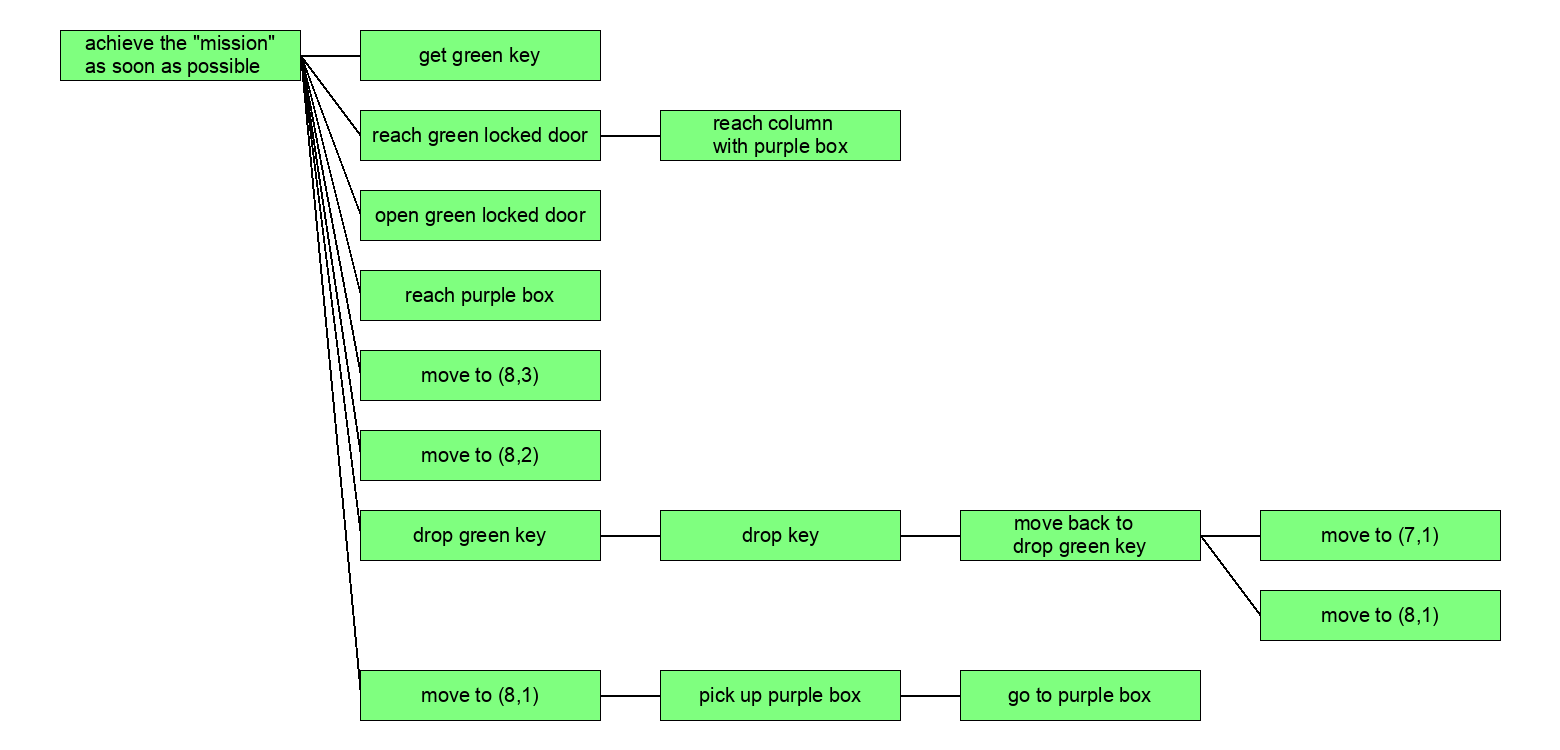 achieve the "mission"
as soon as possible
get green key
reach green locked door
reach column
with purple box
open green locked door
reach purple box
move to (8,3)
move to (8,2)
drop green key
drop key
move back to
drop green key
move to (7,1)
move to (8,1)
move to (8,1)
pick up purple box
go to purple box